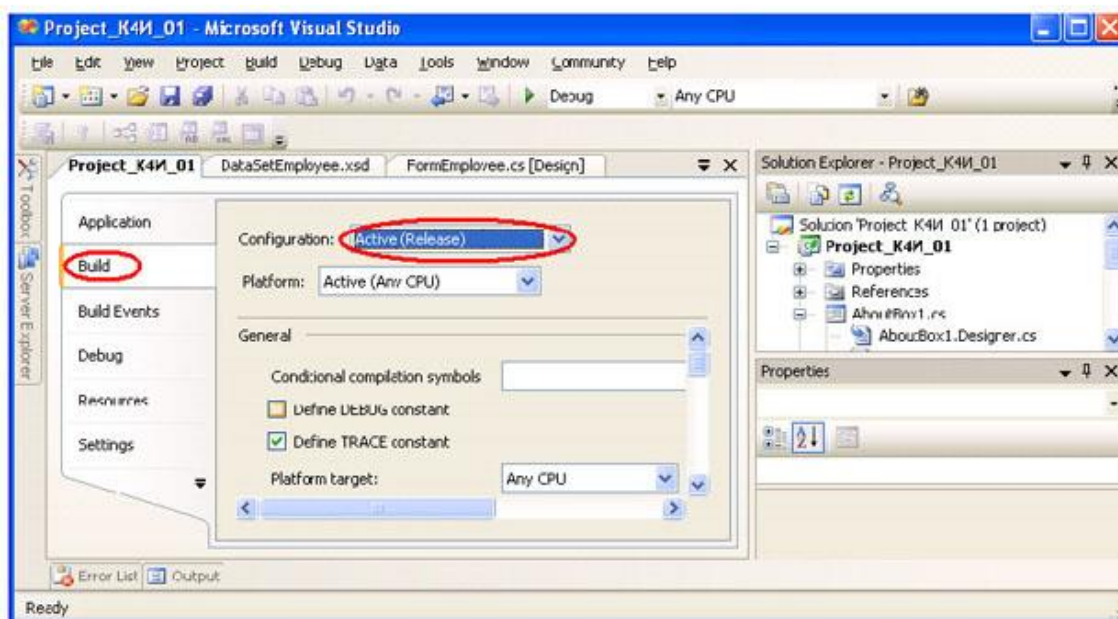 Project_К4И_01 - Microsoft Visual Studio
File Edit View Project Build Debug Data Tools Window Community Help
Debug Any CPU
Project_К4И_01 DataSetEmployee.xsd FormEmployee.cs [Design]
Toolbox
Server Explorer
Application
Build
Build Events
Debug
Resources
Settings
Configuration: Active (Release)
Platform: Active (Any CPU)
General
Conditional compilation symbols
Define DEBUG constant
Define TRACE constant
Platform target: Any CPU
Solution Explorer - Project_К4И_01
Solution 'Project_К4И_01' (1 project)
Project_К4И_01
Properties
References
AboutBox1.cs
AboutBox1.Designer.cs
Properties
Error List Output
Ready